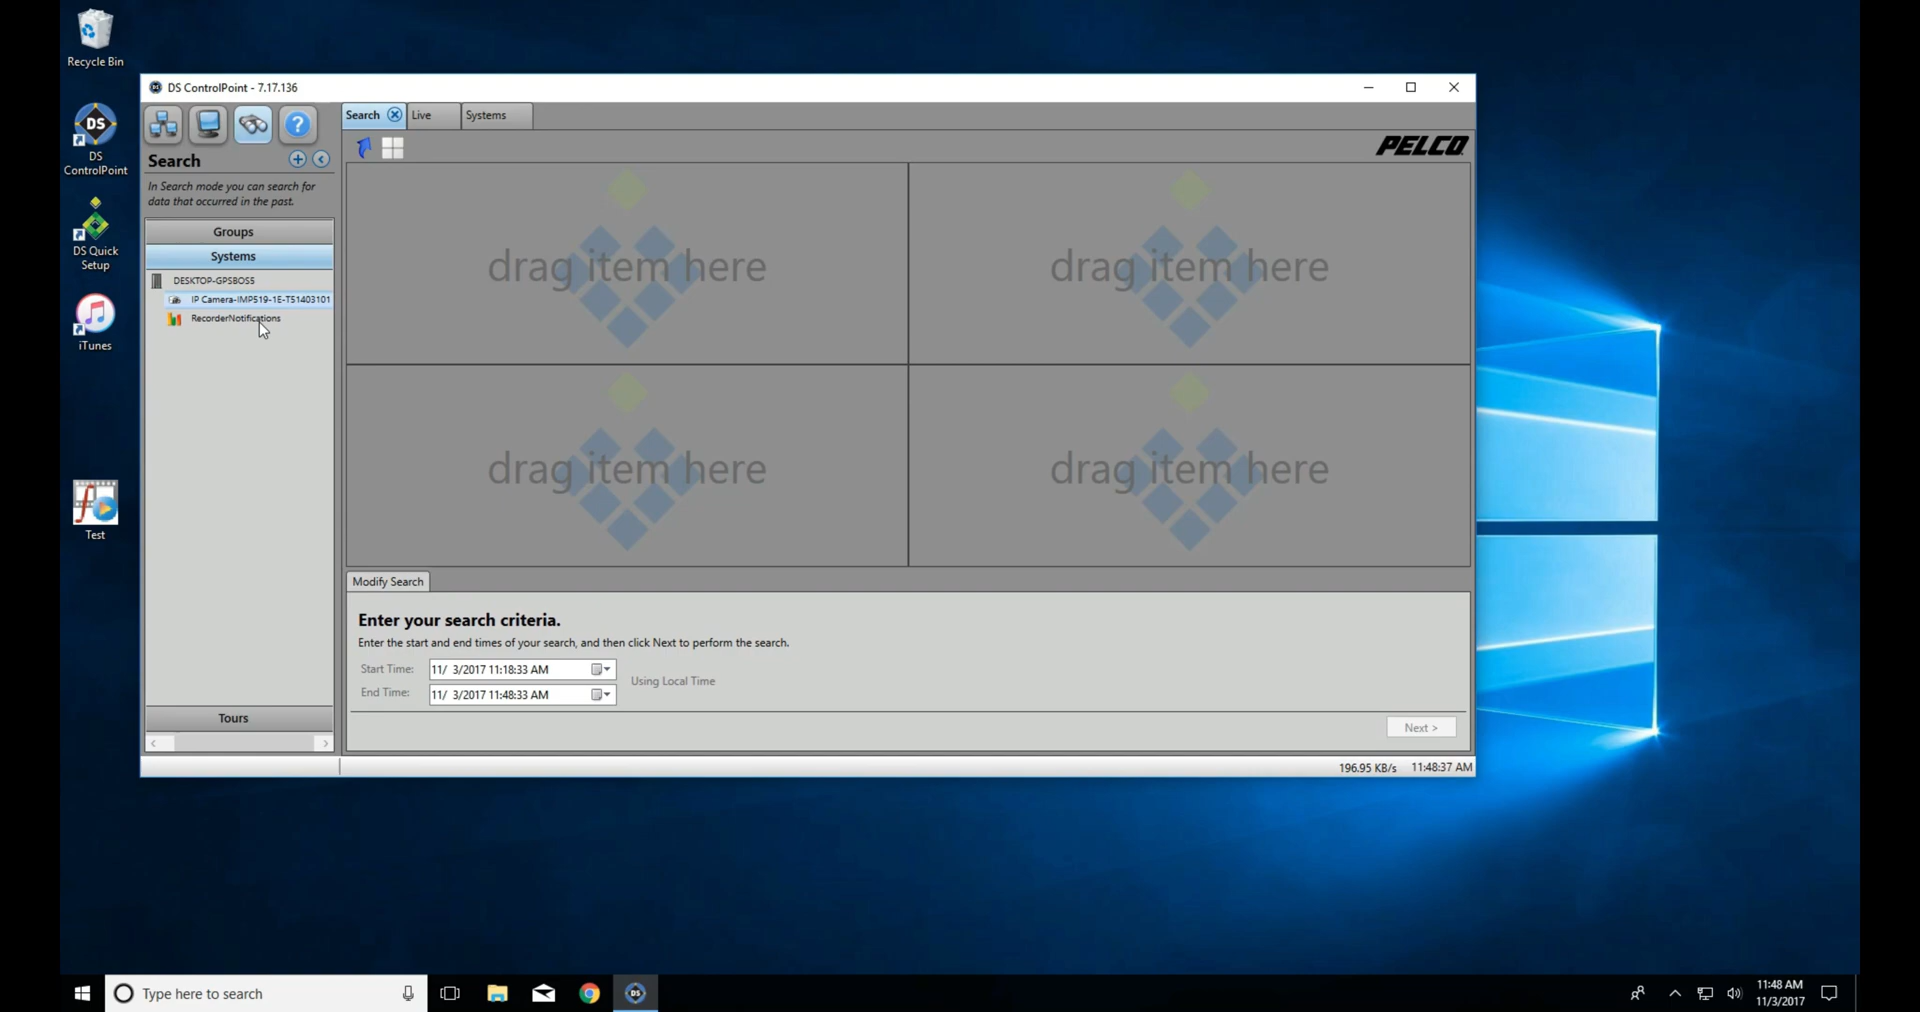 Recycle Bin
DS
DS
ControlPoint
DS Quick
Setup
iTunes
Test
DS ControlPoint - 7.17.136
Search
In Search mode you can search for
data that occurred in the past.
Groups
Systems
DESKTOP-GPSBOS5
IP Camera-IMP519-1E-T51403101
RecorderNotifications
Tours
Search
Live
Systems
PELCO
drag item here
drag item here
drag item here
drag item here
Modify Search
Enter your search criteria.
Enter the start and end times of your search, and then click Next to perform the search.
Start Time: 11/ 3/2017 11:18:33 AM
Using Local Time
End Time: 11/ 3/2017 11:48:33 AM
Next >
196.95 KB/s 11:48:37 AM
Type here to search
DS
11:48 AM
11/3/2017